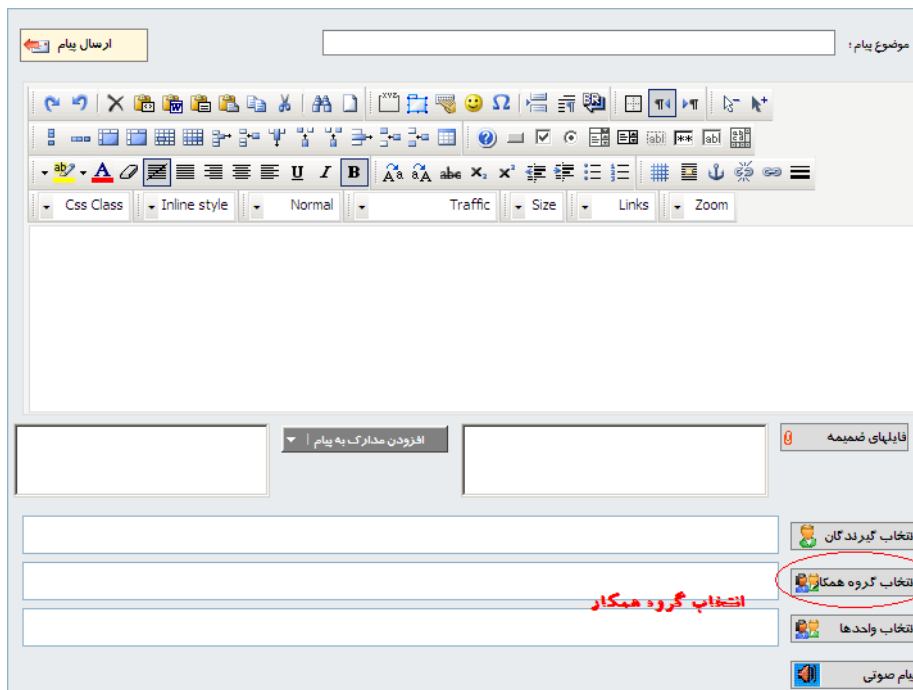 موضوع پیام :
ارسال پیام
Css Class
Inline style
Normal
Traffic
Size
Links
Zoom
فایلهای ضمیمه
افزودن مدارک به پیام
نتخاب گیرندگان
نتخاب گروه همکا
انتخاب گروه همکار
نتخاب واحدها
یام صوتی